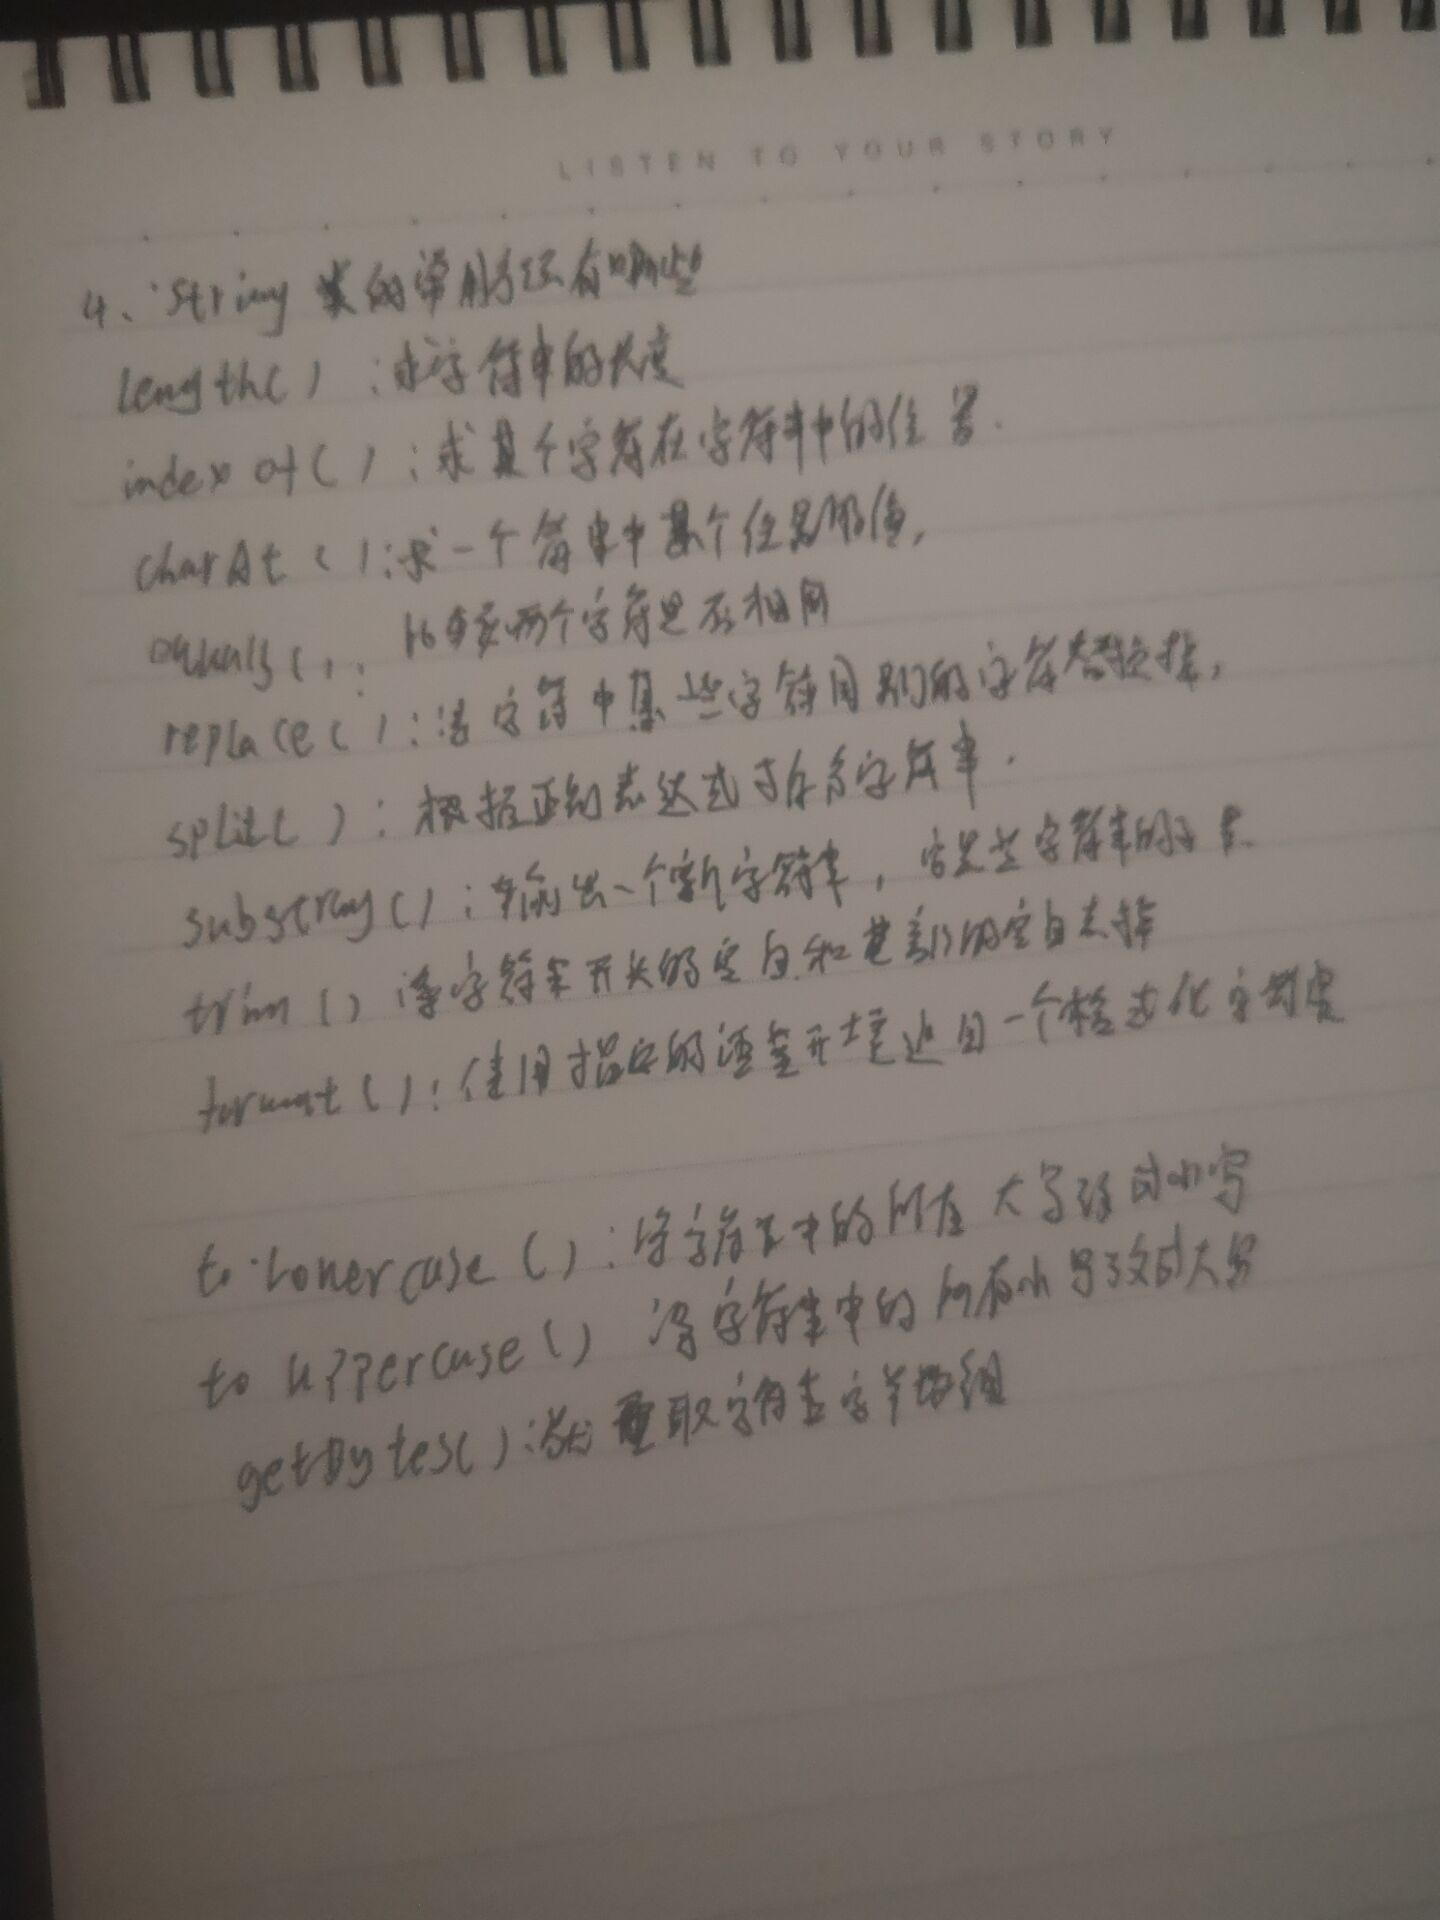 LISTEN TO YOUR STORY
4、String 类的常用方法有哪些
length() : 求字符串的长度
index of() : 求某个字符在字符串中的位置.
charAt () : 求一个符串中某个位置的值,
equals() : 比较两个字符是否相同
replace() : 将字符中某些字符用别的字符替换掉,
split() : 根据正则表达式拆分字符串.
substring() : 输出一个新字符串, 它是字符串的子串.
trim() 将字符串开头的空白和尾部的空白去掉
format() : 使用指定的语言环境返回一个格式化字符串
to Lowercase () : 将字符串中的所有大写改成小写
to uppercase() 将字符串中的所有小写改成大写
getBytes() : 获取字符串字节数组